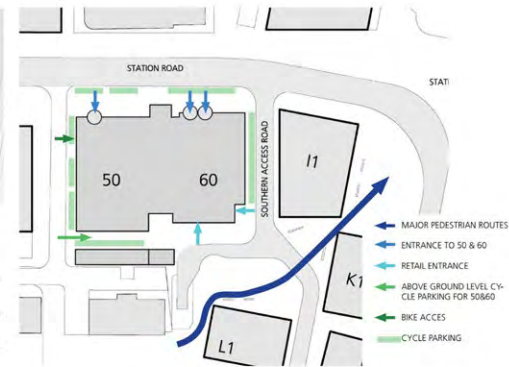 STATION ROAD
STATI
SOUTHERN ACCESS ROAD
I1
50
60
K1
L1
MAJOR PEDESTRIAN ROUTES
ENTRANCE TO 50 & 60
RETAIL ENTRANCE
ABOVE GROUND LEVEL CY-
CLE PARKING FOR 50&60
BIKE ACCES
CYCLE PARKING